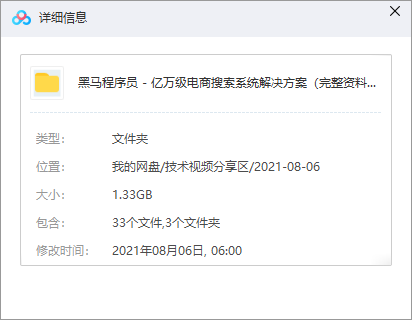 详细信息
黑马程序员 - 亿万级电商搜索系统解决方案（完整资料...
类型： 文件夹
位置： 我的网盘/技术视频分享区/2021-08-06
大小： 1.33GB
包含： 33个文件,3个文件夹
修改时间： 2021年08月06日, 06:00